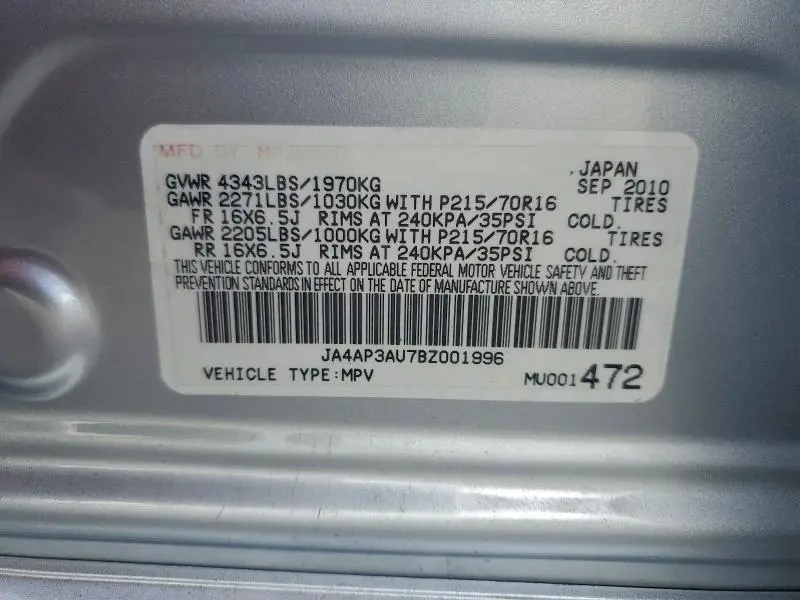 MFD BY
.JAPAN
GVWR 4343LBS/1970KG SEP 2010
GAWR 2271LBS/1030KG WITH P215/70R16 TIRES
FR 16X6.5J RIMS AT 240KPA/35PSI COLD.
GAWR 2205LBS/1000KG WITH P215/70R16 TIRES
RR 16X6.5J RIMS AT 240KPA/35PSI COLD.
THIS VEHICLE CONFORMS TO ALL APPLICABLE FEDERAL MOTOR VEHICLE SAFETY AND THEFT
PREVENTION STANDARDS IN EFFECT ON THE DATE OF MANUFACTURE SHOWN ABOVE.
JA4AP3AU7BZ001996
VEHICLE TYPE:MPV MU001472